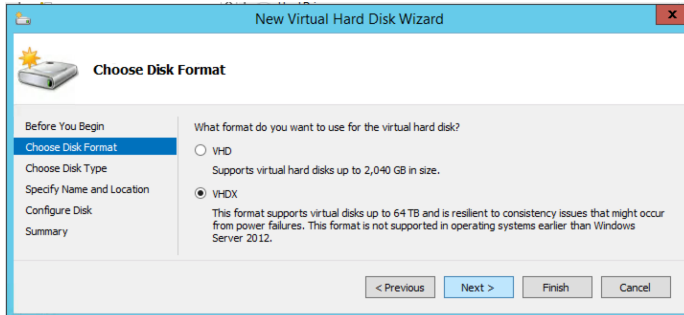 New Virtual Hard Disk Wizard
x
Choose Disk Format
Before You Begin
Choose Disk Format
Choose Disk Type
Specify Name and Location
Configure Disk
Summary
What format do you want to use for the virtual hard disk?
VHD
Supports virtual hard disks up to 2,040 GB in size.
VHDX
This format supports virtual disks up to 64 TB and is resilient to consistency issues that might occur
from power failures. This format is not supported in operating systems earlier than Windows
Server 2012.
< Previous
Next >
Finish
Cancel